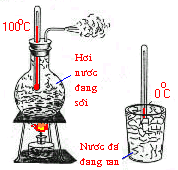 100°C
Hơi
nước
đang
sôi
0°C
Nước đá
đang tan